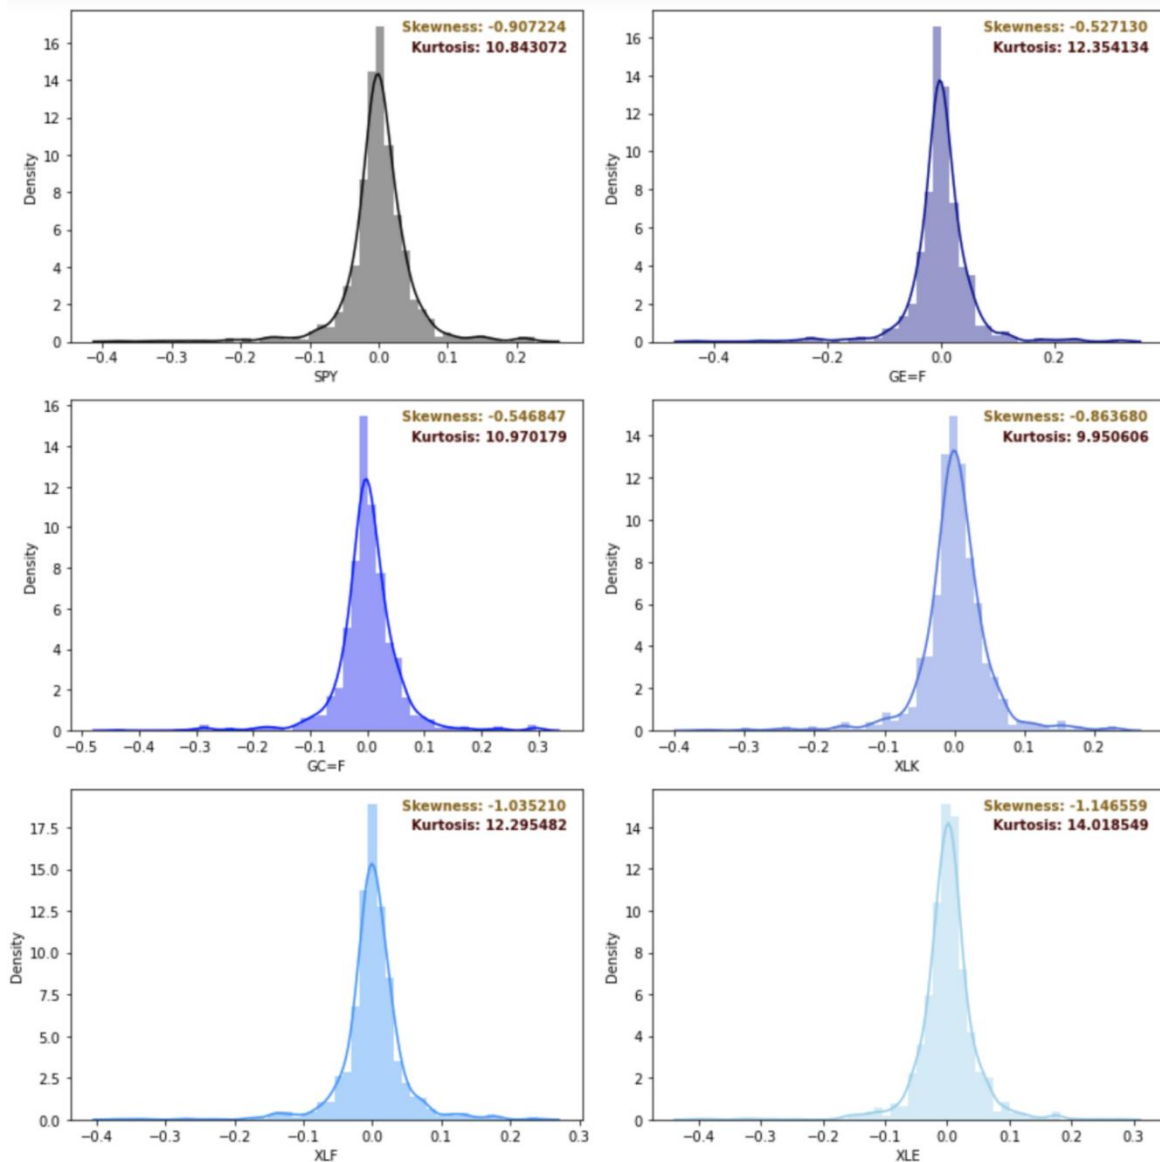 Skewness: -0.907224
Kurtosis: 10.843072
16
14
12
10
8
6
4
2
0
Density
−0.4 −0.3 −0.2 −0.1 0.0 0.1 0.2
SPY
Skewness: -0.527130
Kurtosis: 12.354134
16
14
12
10
8
6
4
2
0
Density
−0.4 −0.2 0.0 0.2
GE=F
Skewness: -0.546847
Kurtosis: 10.970179
16
14
12
10
8
6
4
2
0
Density
−0.5 −0.4 −0.3 −0.2 −0.1 0.0 0.1 0.2 0.3
GC=F
Skewness: -0.863680
Kurtosis: 9.950606
14
12
10
8
6
4
2
0
Density
−0.4 −0.3 −0.2 −0.1 0.0 0.1 0.2
XLK
Skewness: -1.035210
Kurtosis: 12.295482
17.5
15.0
12.5
10.0
7.5
5.0
2.5
0.0
Density
−0.4 −0.3 −0.2 −0.1 0.0 0.1 0.2 0.3
XLF
Skewness: -1.146559
Kurtosis: 14.018549
14
12
10
8
6
4
2
0
Density
−0.4 −0.3 −0.2 −0.1 0.0 0.1 0.2 0.3
XLE